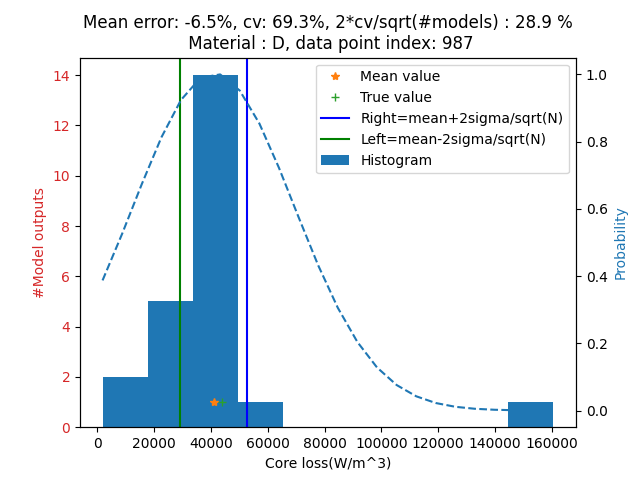 Mean error: -6.5%, cv: 69.3%, 2*cv/sqrt(#models) : 28.9 %
Material : D, data point index: 987
Mean value
True value
Right=mean+2sigma/sqrt(N)
Left=mean-2sigma/sqrt(N)
Histogram
#Model outputs
14
12
10
8
6
4
2
0
1.0
0.8
0.6
0.4
0.2
0.0
Probability
0 20000 40000 60000 80000 100000 120000 140000 160000
Core loss(W/m^3)